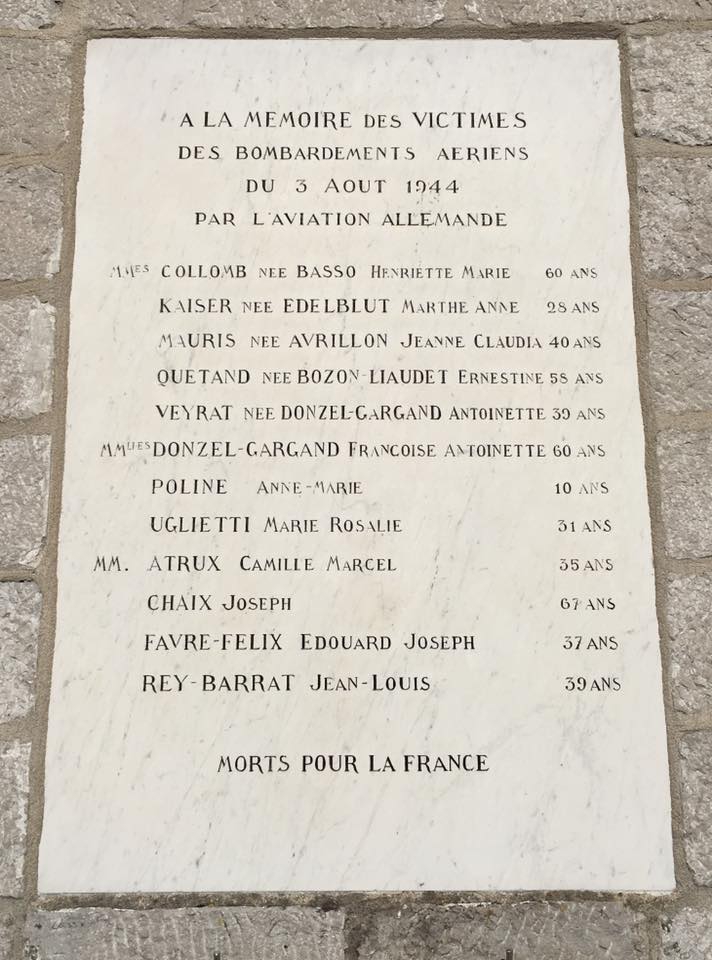 A LA MEMOIRE DES VICTIMES
DES BOMBARDEMENTS AERIENS
DU 3 AOUT 1944
PAR L'AVIATION ALLEMANDE
MMES COLLOMB NEE BASSO HENRIETTE MARIE 60 ANS
KAISER NEE EDELBLUT MARTHE ANNE 28 ANS
MAURIS NEE AVRILLON JEANNE CLAUDIA 40 ANS
QUETAND NEE BOZON-LIAUDET ERNESTINE 58 ANS
VEYRAT NEE DONZEL-GARGAND ANTOINETTE 39 ANS
MMLLES DONZEL-GARGAND FRANCOISE ANTOINETTE 60 ANS
POLINE ANNE-MARIE 10 ANS
UGLIETTI MARIE ROSALIE 31 ANS
MM. ATRUX CAMILLE MARCEL 35 ANS
CHAIX JOSEPH 67 ANS
FAVRE-FELIX EDOUARD JOSEPH 37 ANS
REY-BARRAT JEAN-LOUIS 39 ANS
MORTS POUR LA FRANCE